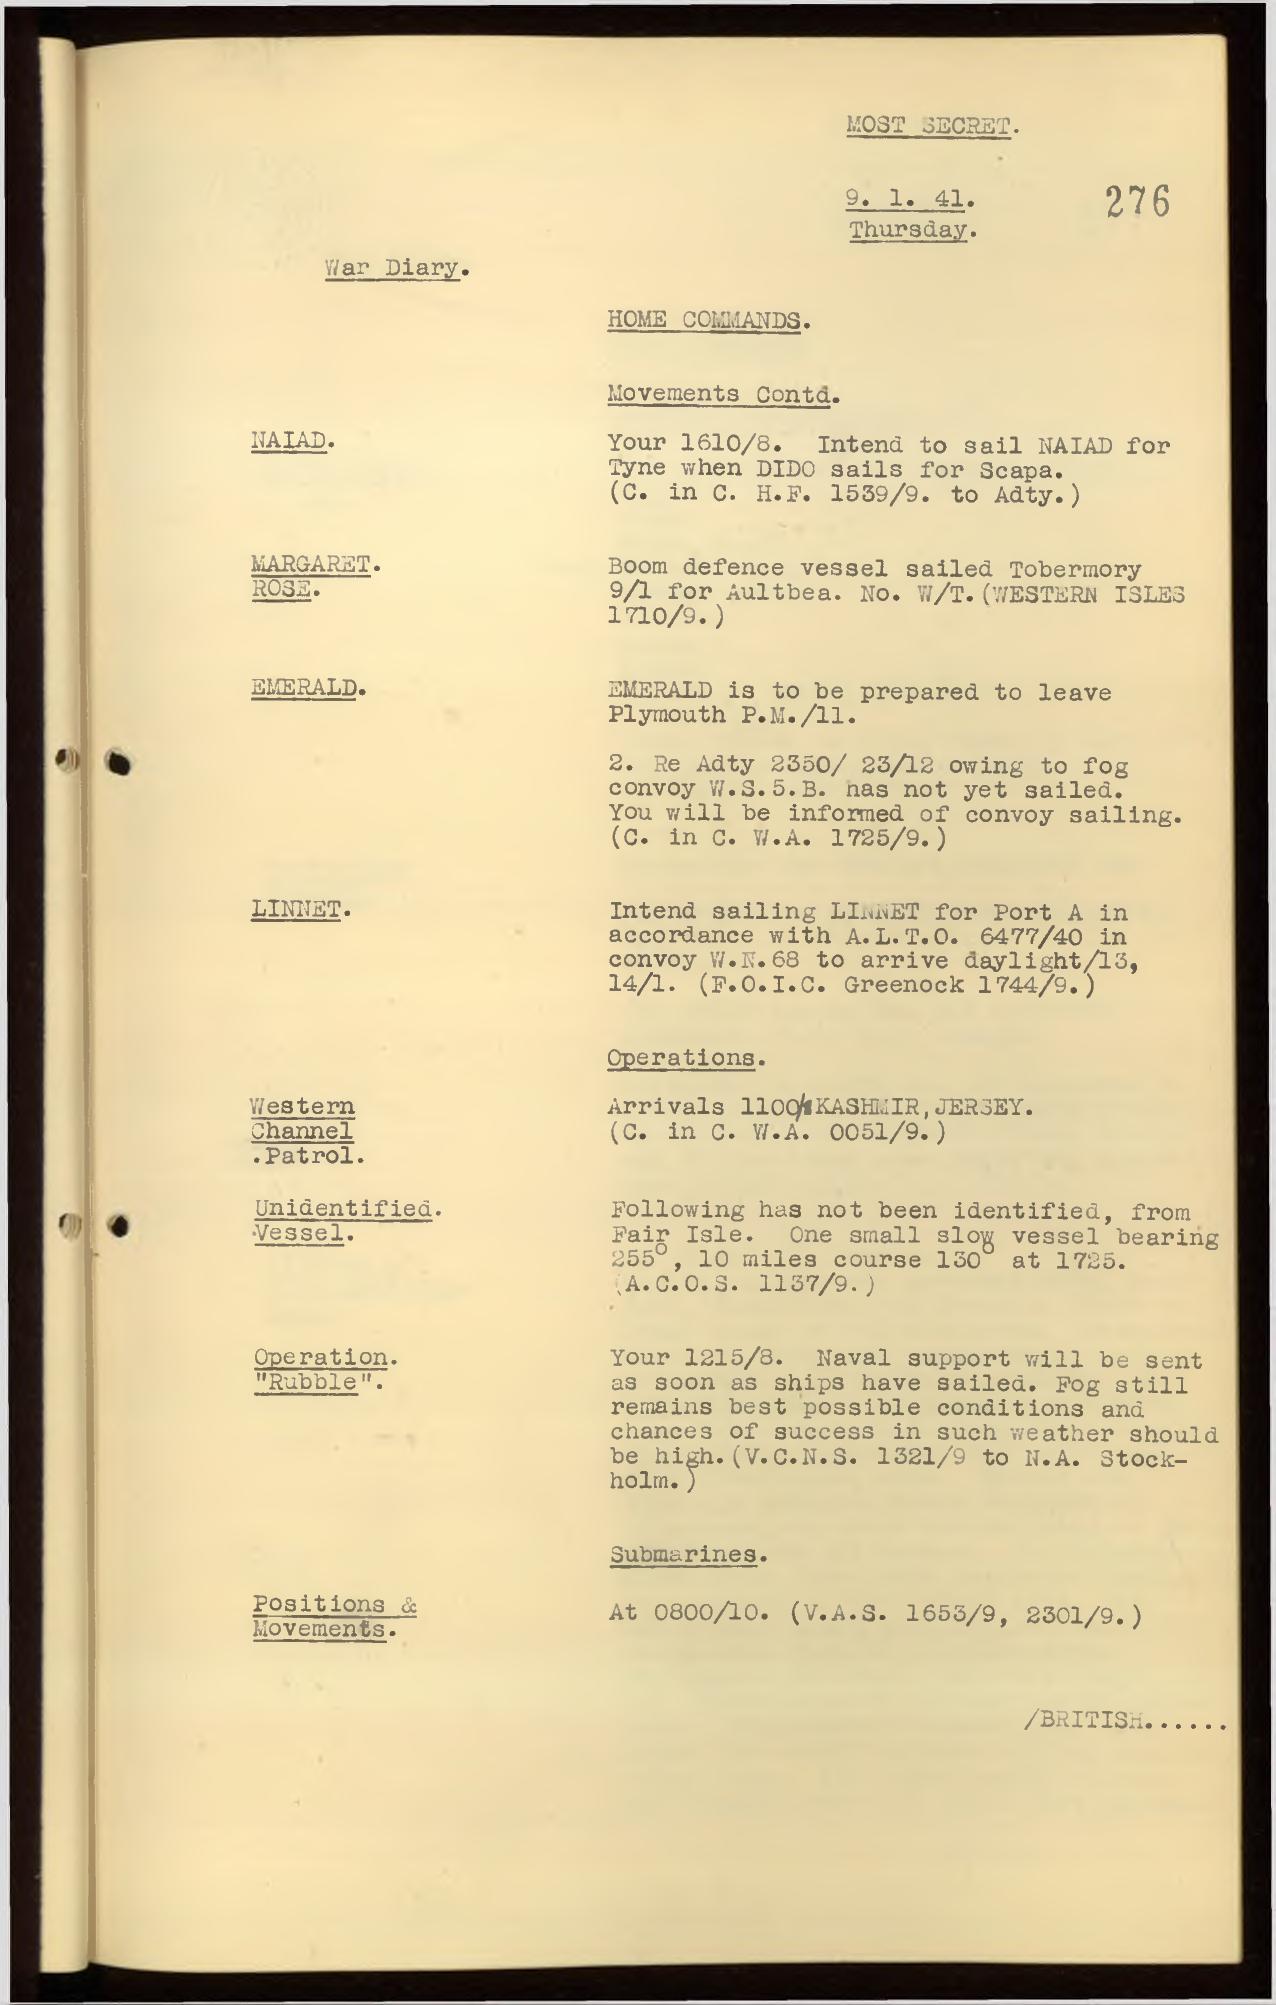 MOST SECRET.
9. 1. 41.
276
Thursday.
War Diary.
HOME COMMANDS.
Movements Contd.
NAIAD.
Your 1610/8. Intend to sail NAIAD for
Tyne when DIDO sails for Scapa.
(C. in C. H.F. 1539/9. to Adty.)
MARGARET.
ROSE.
Boom defence vessel sailed Tobermory
9/1 for Aultbea. No. W/T. (WESTERN ISLES
1710/9.)
EMERALD.
EMERALD is to be prepared to leave
Plymouth P.M./11.
2. Re Adty 2350/ 23/12 owing to fog
convoy W.S.5.B. has not yet sailed.
You will be informed of convoy sailing.
(C. in C. W.A. 1725/9.)
LINNET.
Intend sailing LINNET for Port A in
accordance with A.L.T.O. 6477/40 in
convoy W.N.68 to arrive daylight/13,
14/1. (F.O.I.C. Greenock 1744/9.)
Operations.
Western
Channel
.Patrol.
Arrivals 1100 KASHMIR, JERSEY.
(C. in C. W.A. 0051/9.)
Unidentified.
Vessel.
Following has not been identified, from
Fair Isle. One small slow vessel bearing
255°, 10 miles course 130° at 1725.
(A.C.O.S. 1137/9.)
Operation.
"Rubble".
Your 1215/8. Naval support will be sent
as soon as ships have sailed. Fog still
remains best possible conditions and
chances of success in such weather should
be high. (V.C.N.S. 1321/9 to N.A. Stock-
holm.)
Submarines.
Positions &
Movements.
At 0800/10. (V.A.S. 1653/9, 2301/9.)
/BRITISH......